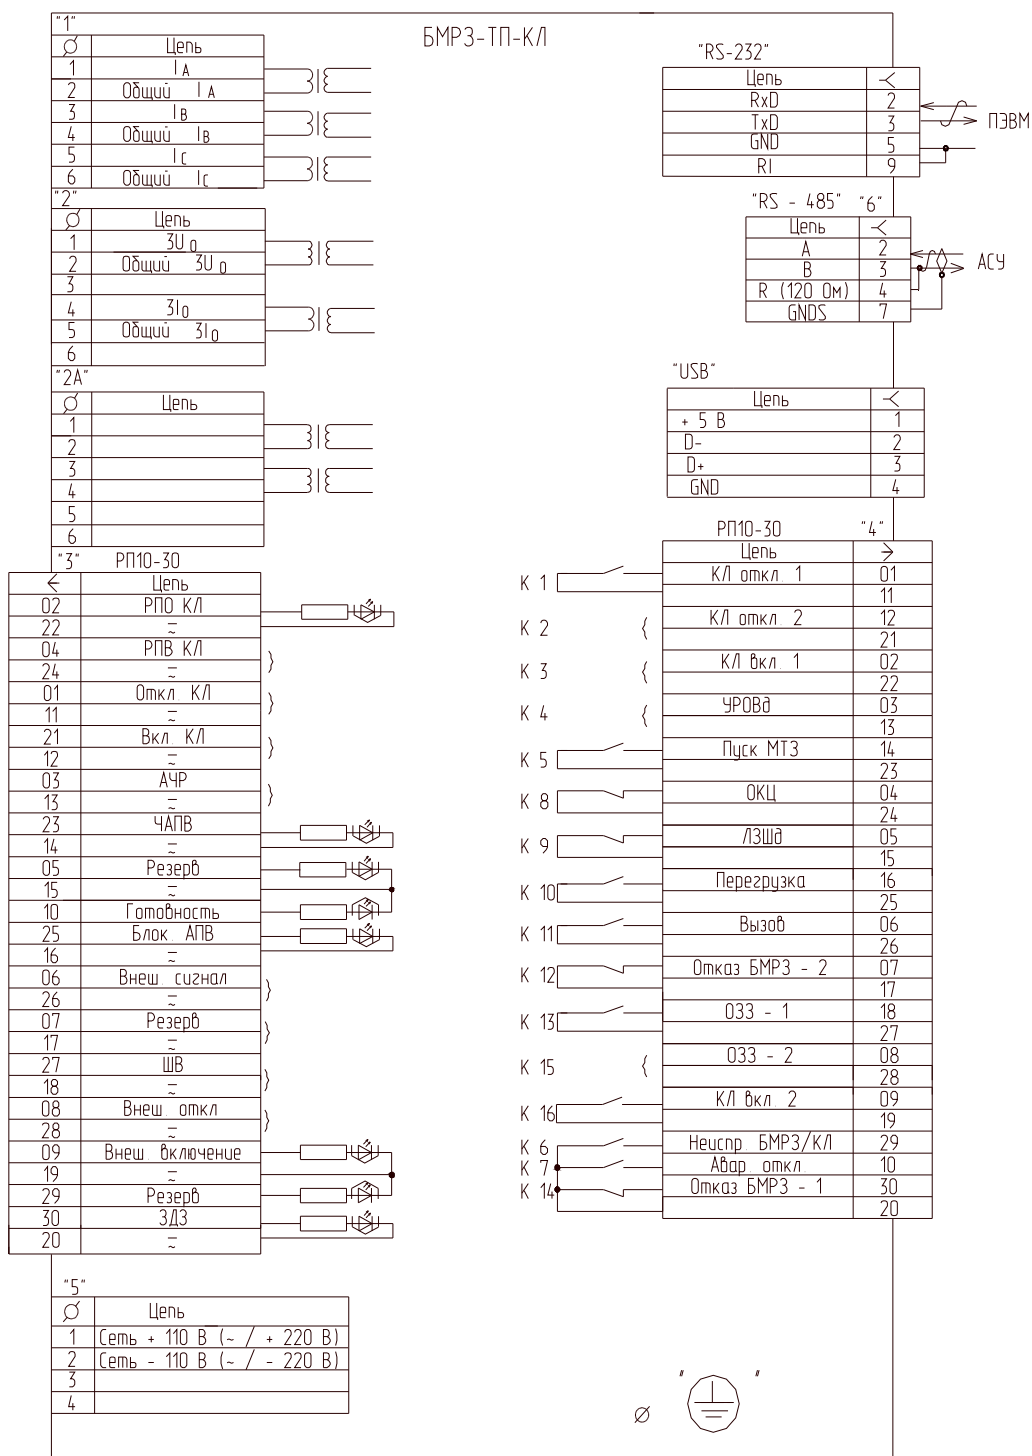 БМРЗ-ТП-КЛ
"1"
Цепь
1 IA
2 Общий IA
3 IB
4 Общий IB
5 IC
6 Общий IC
"2"
Цепь
1 3U0
2 Общий 3U0
3
4 3I0
5 Общий 3I0
6
"2А"
Цепь
1
2
3
4
5
6
"3" РП10-30
Цепь
02 РПО КЛ
22 ~
04 РПВ КЛ
24 ~
01 Откл КЛ
11 ~
21 Вкл. КЛ
12 ~
03 АЧР
13 ~
23 ЧАПВ
14 ~
05 Резерв
15 ~
10 Готовность
25 Блок. АПВ
16 ~
06 Внеш. сигнал
26 ~
07 Резерв
17 ~
27 ШВ
18 ~
08 Внеш. откл
28 ~
09 Внеш. включение
19 ~
29 Резерв
30 ЗДЗ
20 ~
"5"
Цепь
1 Сеть + 110 В (~ / + 220 В)
2 Сеть - 110 В (~ / - 220 В)
3
4
"RS-232"
Цепь
RxD 2
TxD 3
GND 5
RI 9
ПЭВМ
"RS - 485" "6"
Цепь
A 2
B 3
R (120 Ом) 4
GNDS 7
АСУ
"USB"
Цепь
+ 5 В 1
D- 2
D+ 3
GND 4
РП10-30 "4"
Цепь
К 1 КЛ откл. 1 01
11
К 2 КЛ откл. 2 12
21
К 3 КЛ вкл. 1 02
22
К 4 УРОВд 03
13
К 5 Пуск МТЗ 14
23
К 8 ОКЦ 04
24
К 9 ЛЗШд 05
15
К 10 Перегрузка 16
25
К 11 Вызов 06
26
К 12 Отказ БМРЗ - 2 07
17
К 13 ОЗЗ - 1 18
27
К 15 ОЗЗ - 2 08
28
К 16 КЛ вкл. 2 09
19
К 6 Неиспр. БМРЗ/КЛ 29
К 7 Авар. откл 10
К 14 Отказ БМРЗ - 1 30
20
" "